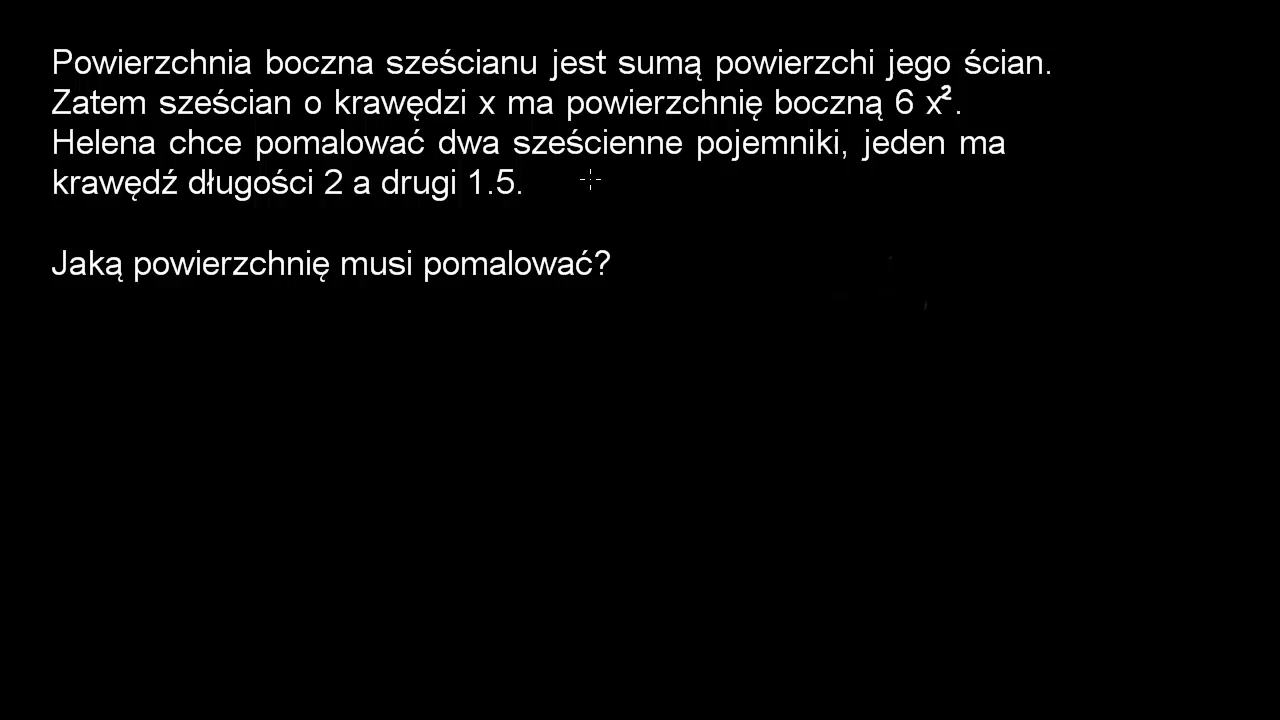 Powierzchnia boczna sześcianu jest sumą powierzchi jego ścian.
Zatem sześcian o krawędzi x ma powierzchnię boczną 6 x².
Helena chce pomalować dwa sześcienne pojemniki, jeden ma
krawędź długości 2 a drugi 1.5.
Jaką powierzchnię musi pomalować?